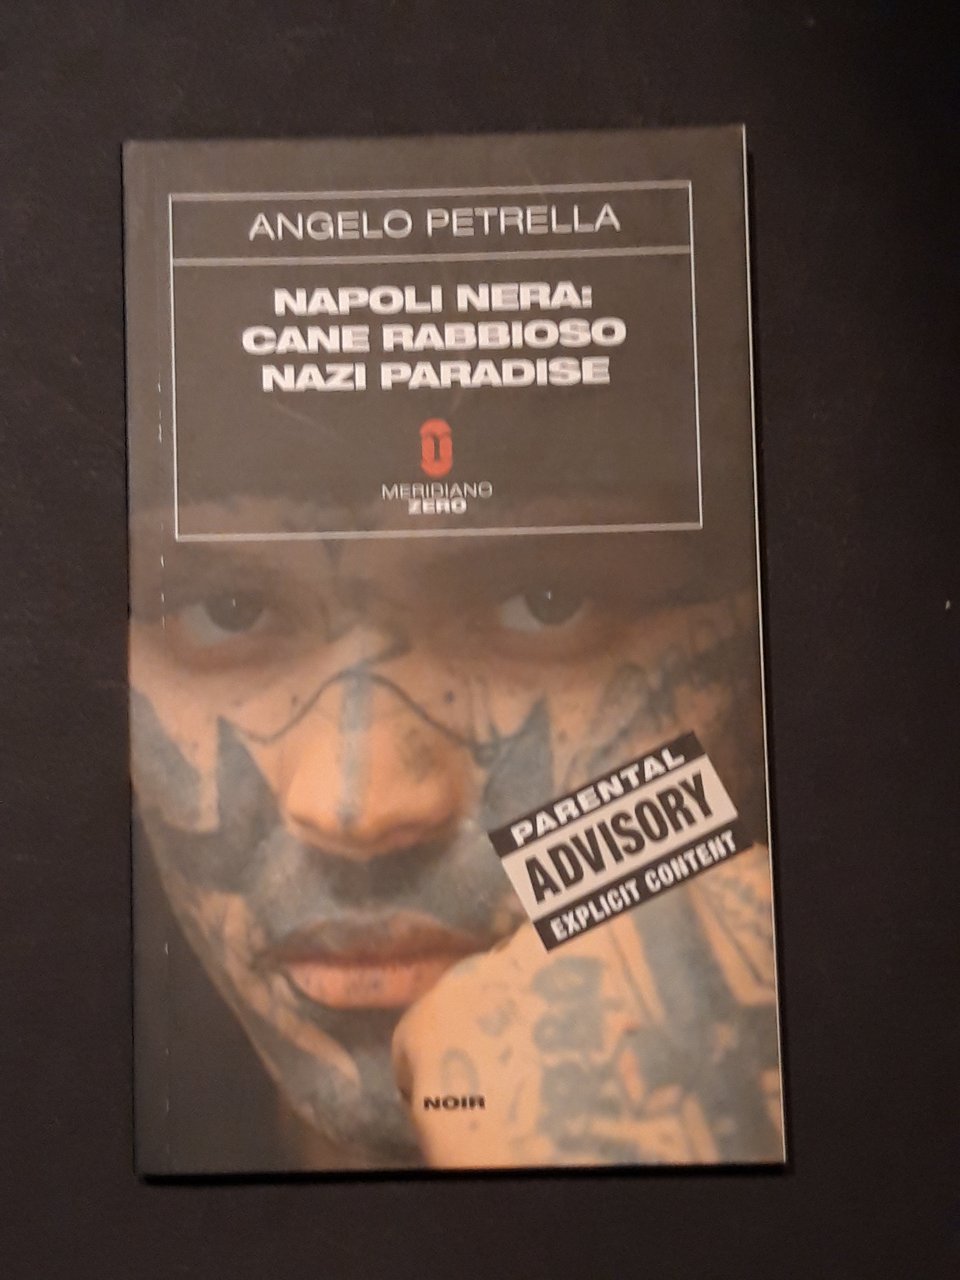 ANGELO PETRELLA
NAPOLI NERA:
CANE RABBIOSO
NAZI PARADISE
MERIDIANO
ZERO
PARENTAL
ADVISORY
EXPLICIT CONTENT
NOIR